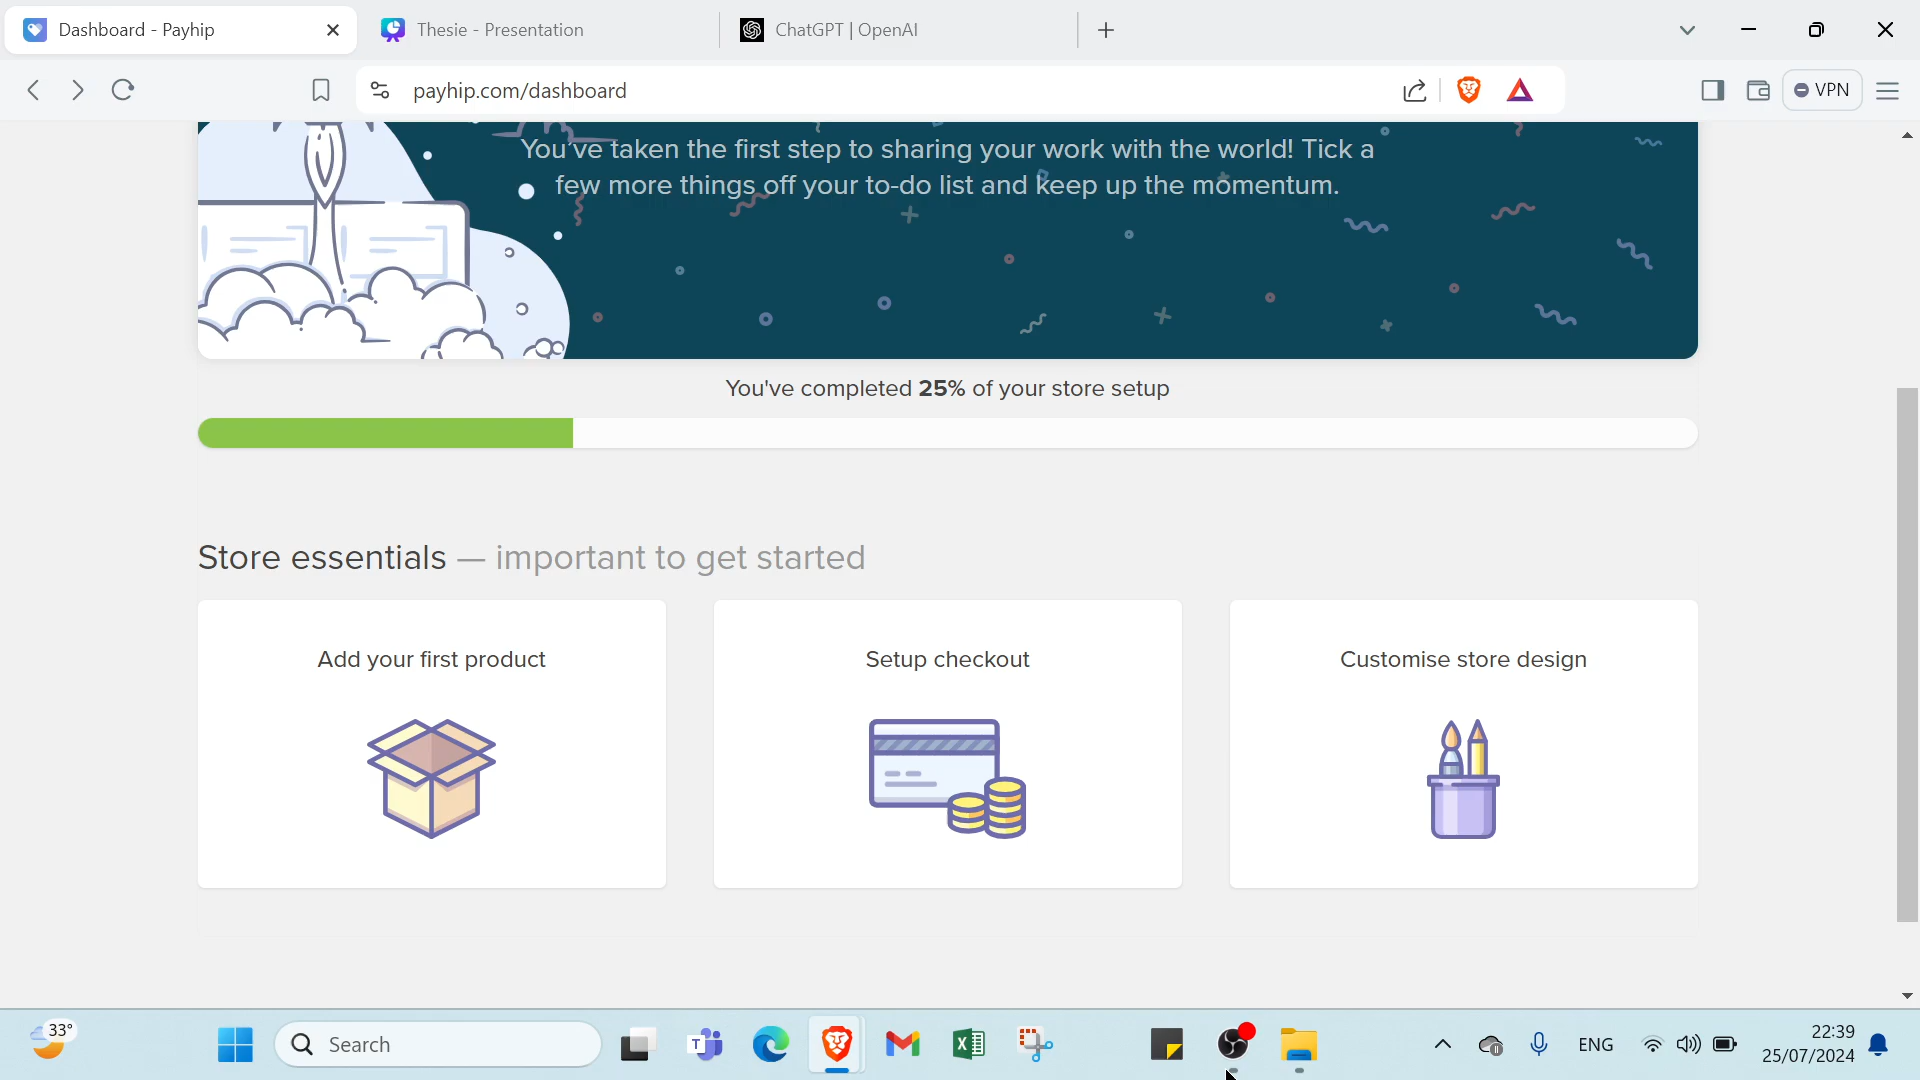 Dashboard - Payhip
Thesie - Presentation
ChatGPT | OpenAI
payhip.com/dashboard
VPN
You've taken the first step to sharing your work with the world! Tick a
few more things off your to-do list and keep up the momentum.
You've completed 25% of your store setup
Store essentials — important to get started
Add your first product
Setup checkout
Customise store design
33°
Search
ENG
22:39
25/07/2024